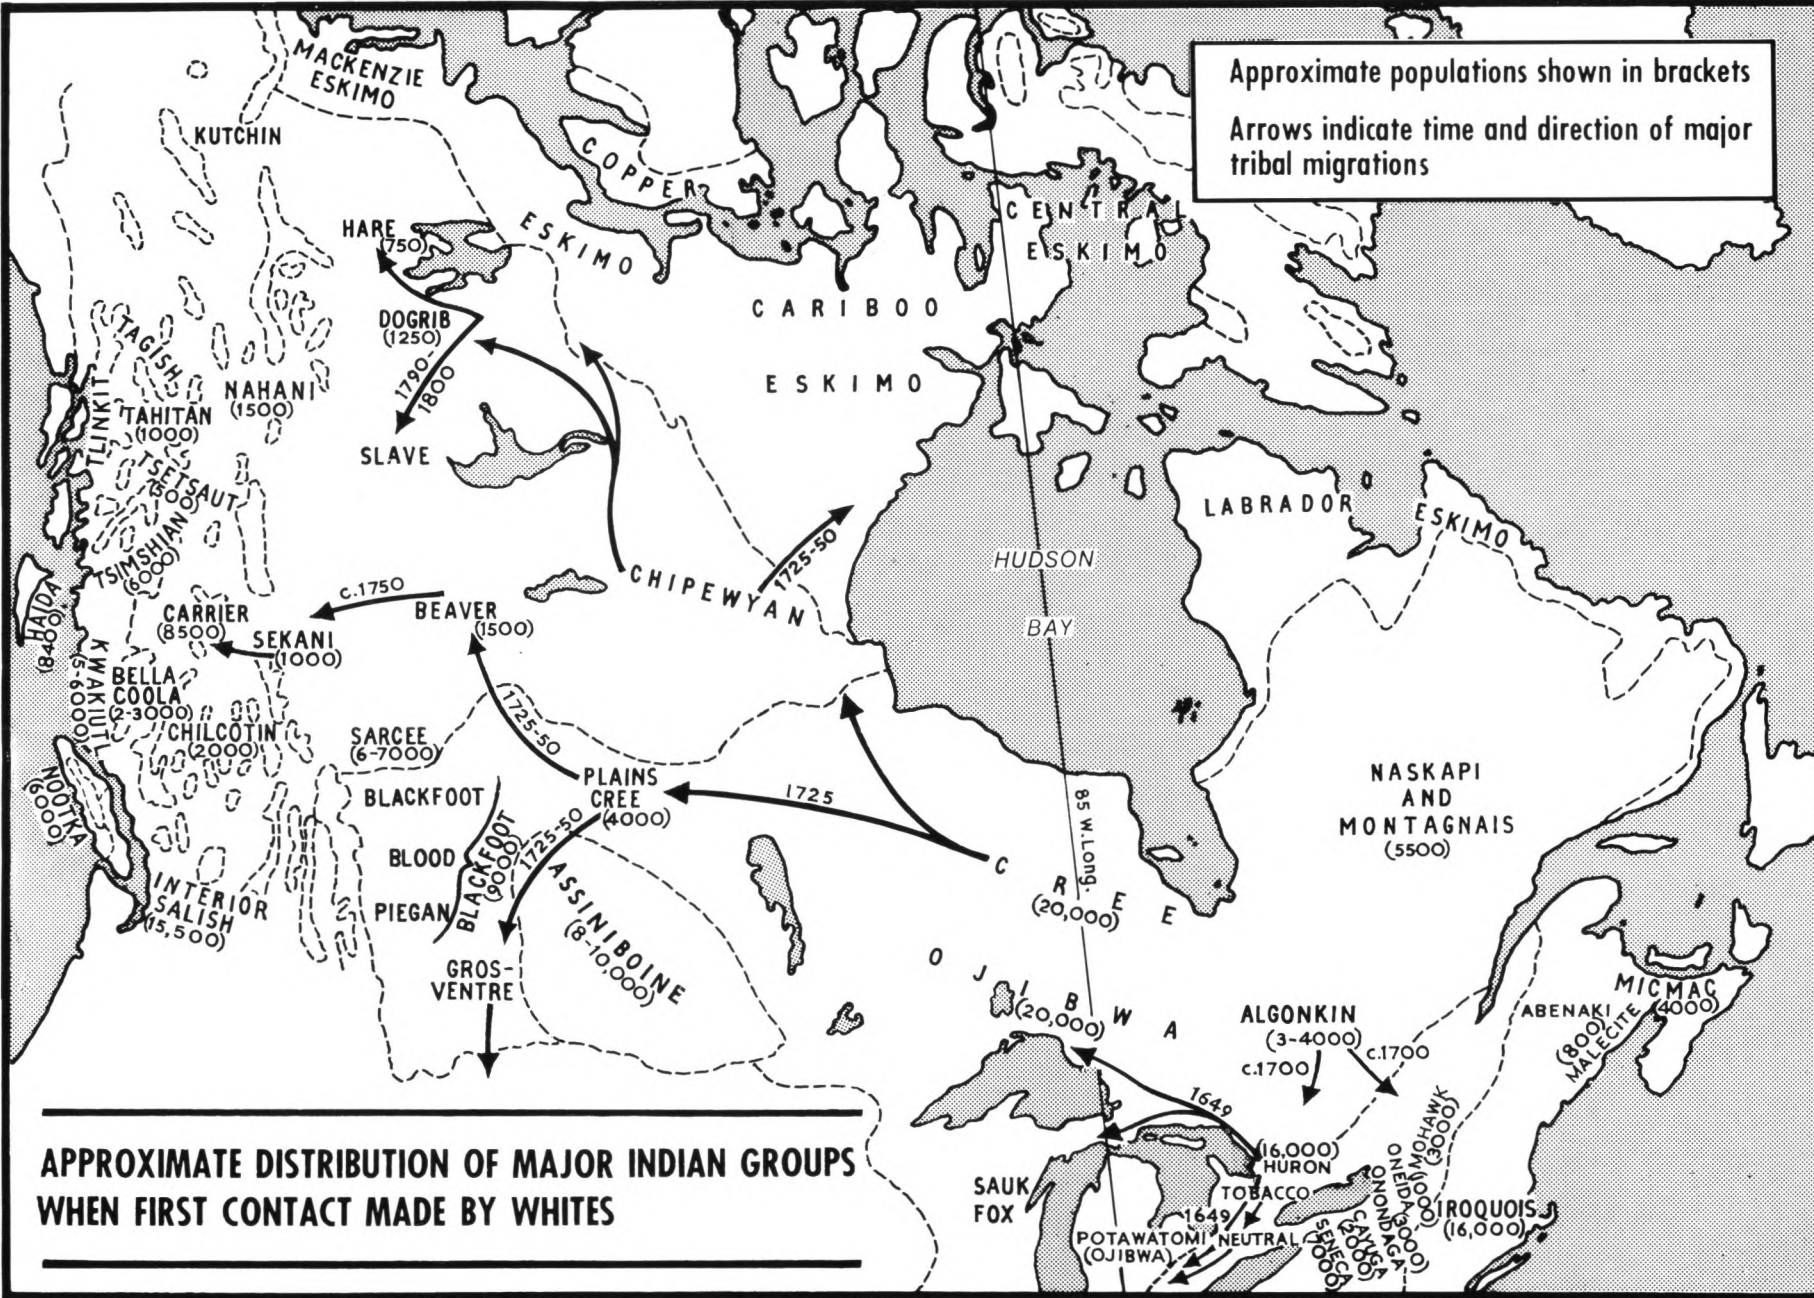 Approximate populations shown in brackets
Arrows indicate time and direction of major
tribal migrations
MACKENZIE
ESKIMO
KUTCHIN
COPPER
ESKIMO
CENTRAL
ESKIMO
HARE
(750)
CARIBOO
ESKIMO
DOGRIB
(1250)
1790-
1800
TAGISH
NAHANI
(1500)
TLINKIT
TAHITAN
(1000)
SLAVE
TSETSAUT
(500)
TSIMSHIAN
(6000)
LABRADOR
ESKIMO
HUDSON
BAY
CHIPEWYAN
1725-50
c.1750
BEAVER
(1500)
HAIDA
(8400)
CARRIER
(8500)
SEKANI
(1000)
KWAKIUTL
(5-6000)
BELLA
COOLA
(2-3000)
CHILCOTIN
(2000)
NOOTKA
(6000)
SARCEE
(6-7000)
1725-50
PLAINS
CREE
(4000)
1725
85 W. Long.
NASKAPI
AND
MONTAGNAIS
(5500)
BLACKFOOT
BLOOD
PIEGAN
BLACKFOOT
(9000)
1725-50
ASSINIBOINE
(8-10,000)
INTERIOR
SALISH
(15,500)
CREE
(20,000)
GROS-
VENTRE
OJIBWA
(20,000)
ALGONKIN
(3-4000)
c.1700
c.1700
MICMAC
(4000)
ABENAKI
(800)
MALECITE
1649
(16,000)
HURON
TOBACCO
1649
NEUTRAL
SAUK
FOX
POTAWATOMI
(OJIBWA)
MOHAWK
(3000)
ONEIDA
(1000)
ONONDAGA
(3000)
CAYUGA
(2000)
SENECA
(7000)
IROQUOIS
(16,000)
APPROXIMATE DISTRIBUTION OF MAJOR INDIAN GROUPS
WHEN FIRST CONTACT MADE BY WHITES